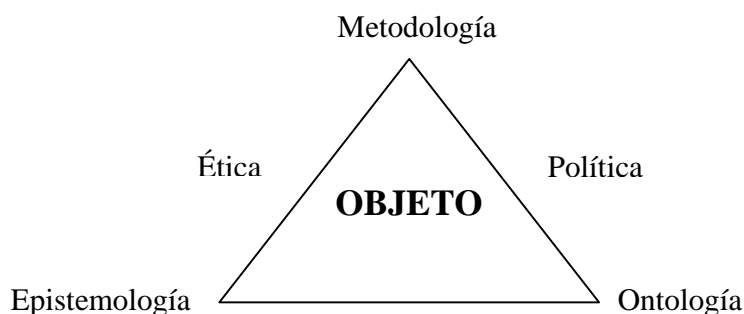 Metodología
Ética
Política
OBJETO
Epistemología
Ontología